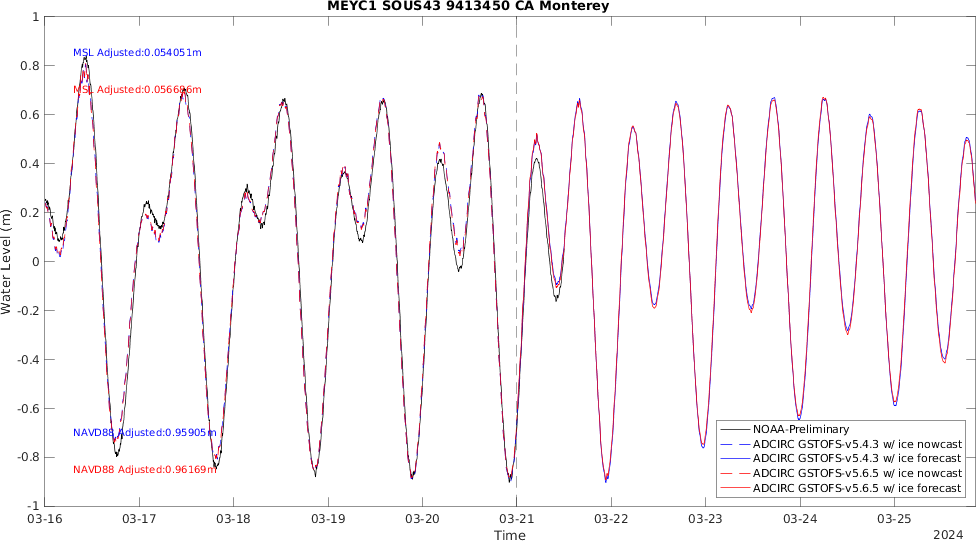 MEYC1 SOUS43 9413450 CA Monterey
1
0.8
0.6
0.4
0.2
0
-0.2
-0.4
-0.6
-0.8
-1
Water Level (m)
MSL Adjusted:0.054051m
MSL Adjusted:0.056686m
NAVD88 Adjusted:0.95905m
NAVD88 Adjusted:0.96169m
NOAA-Preliminary
ADCIRC GSTOFS-v5.4.3 w/ ice nowcast
ADCIRC GSTOFS-v5.4.3 w/ ice forecast
ADCIRC GSTOFS-v5.6.5 w/ ice nowcast
ADCIRC GSTOFS-v5.6.5 w/ ice forecast
03-16 03-17 03-18 03-19 03-20 03-21 03-22 03-23 03-24 03-25
Time
2024